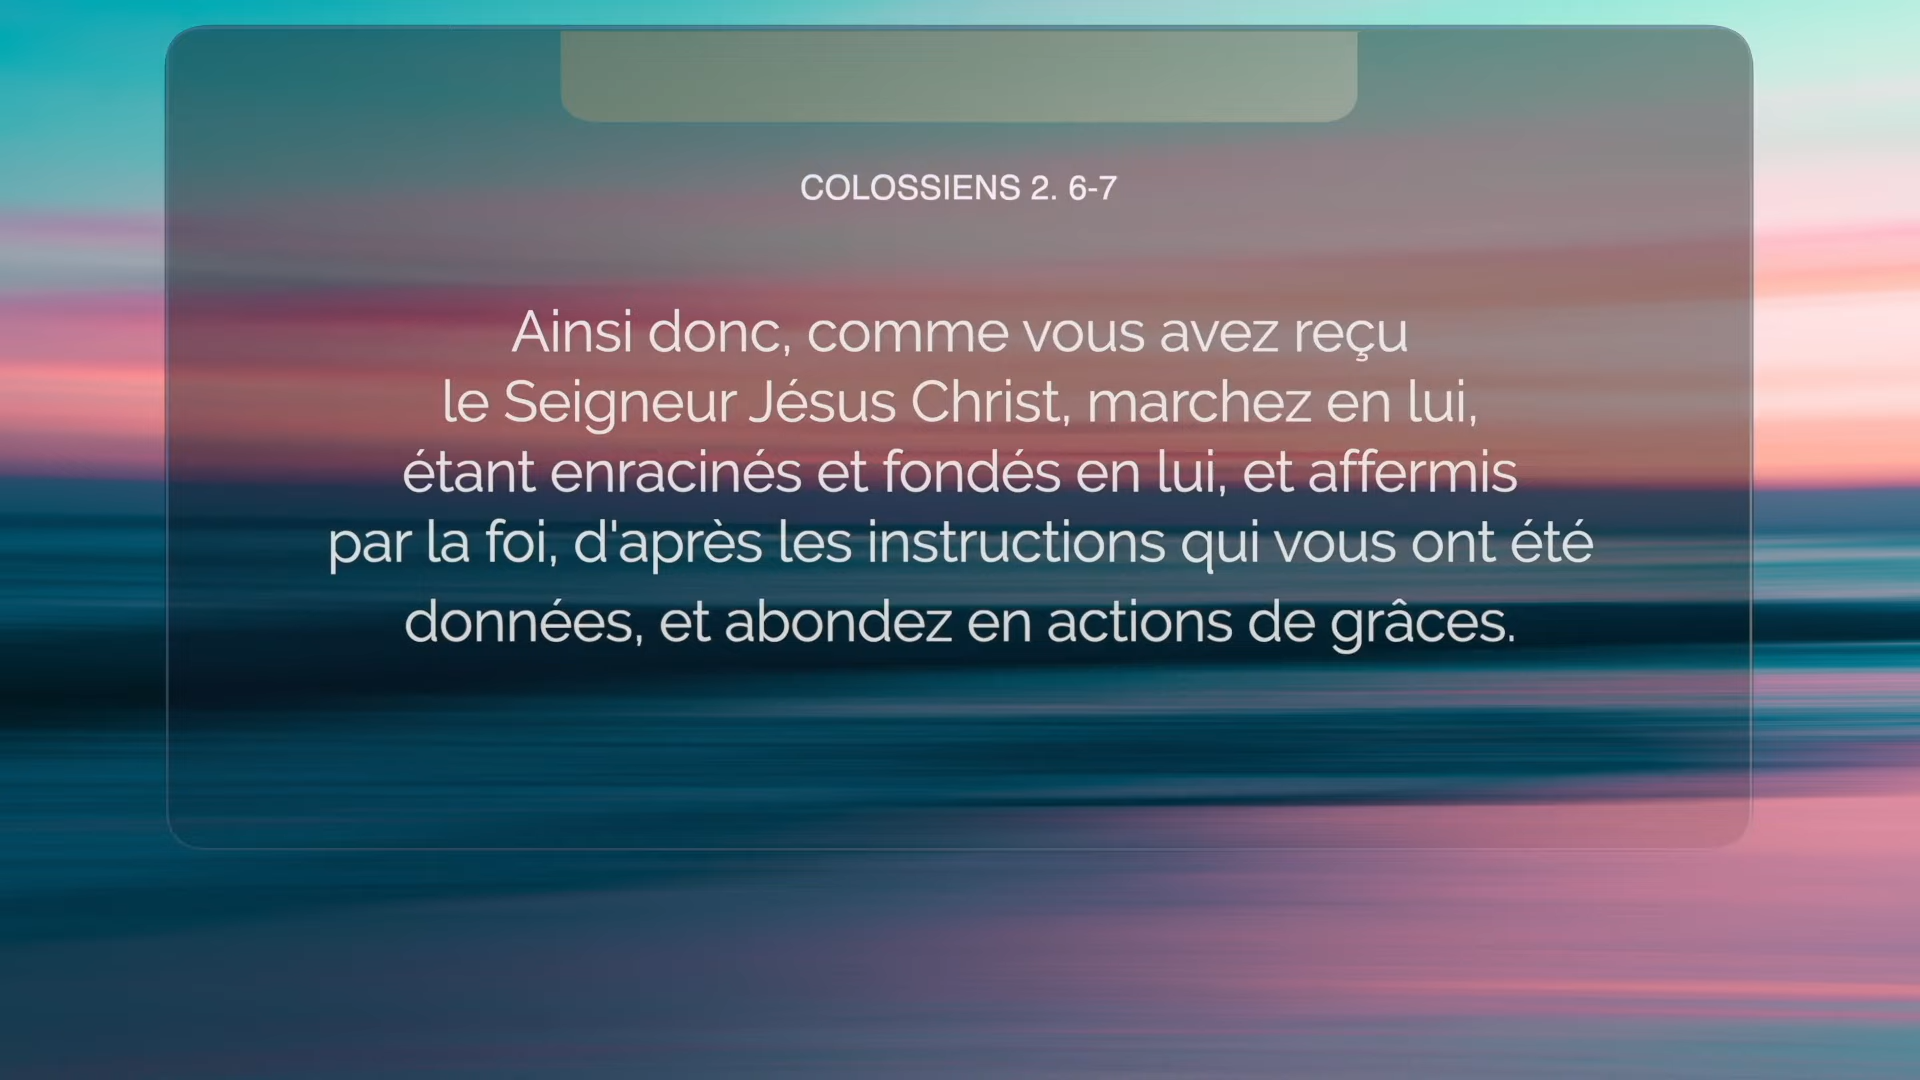 COLOSSIENS 2. 6-7
Ainsi donc, comme vous avez reçu
le Seigneur Jésus Christ, marchez en lui,
étant enracinés et fondés en lui, et affermis
par la foi, d'après les instructions qui vous ont été
données, et abondez en actions de grâces.